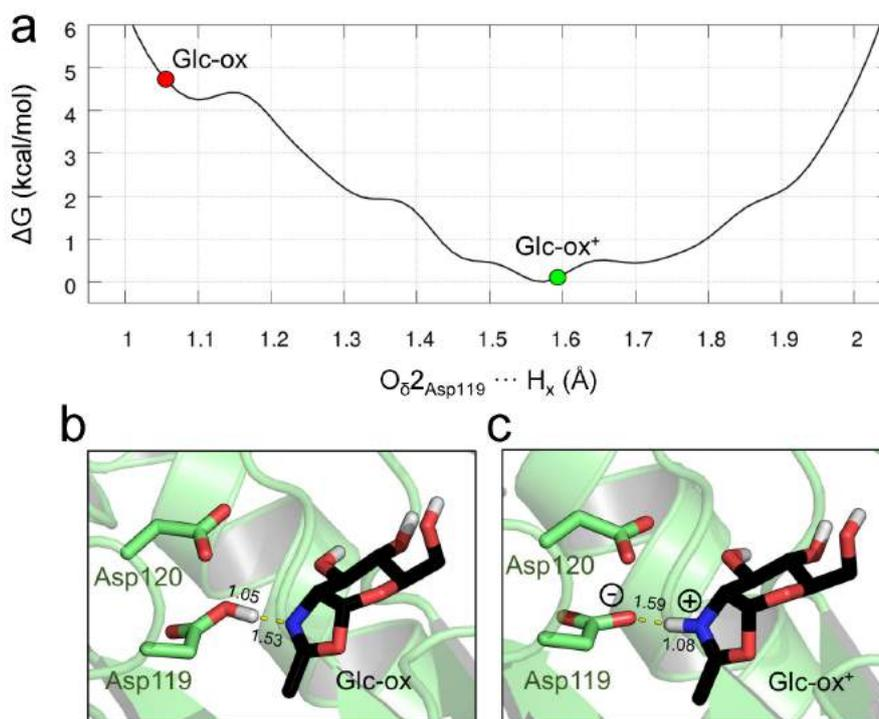 a
ΔG (kcal/mol)
6
5
4
3
2
1
0
Glc-ox
Glc-ox⁺
1 1.1 1.2 1.3 1.4 1.5 1.6 1.7 1.8 1.9 2
Oδ2Asp119 ··· Hx (Å)
b
Asp120
1.05
1.53
Asp119
Glc-ox
c
Asp120
− 1.59 +
1.08
Asp119
Glc-ox⁺